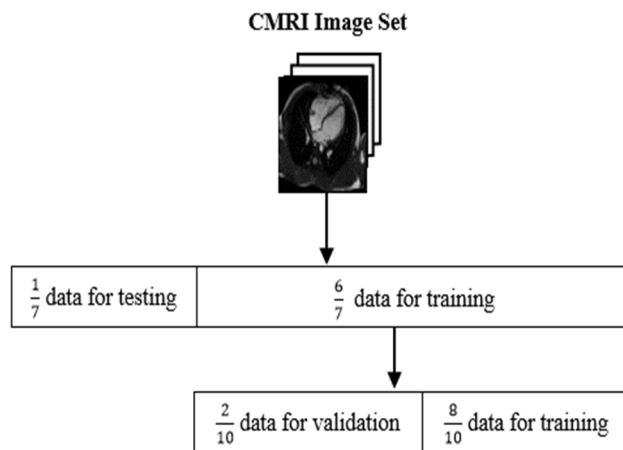 CMRI Image Set
1/7 data for testing
6/7 data for training
2/10 data for validation
8/10 data for training